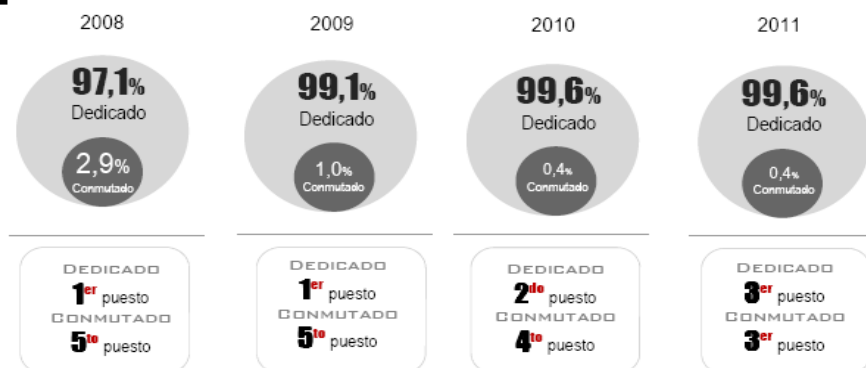 2008
97,1%
Dedicado
2,9%
Conmutado
DEDICADO
1er puesto
CONMUTADO
5to puesto
2009
99,1%
Dedicado
1,0%
Conmutado
DEDICADO
1er puesto
CONMUTADO
5to puesto
2010
99,6%
Dedicado
0,4%
Conmutado
DEDICADO
2do puesto
CONMUTADO
4to puesto
2011
99,6%
Dedicado
0,4%
Conmutado
DEDICADO
3er puesto
CONMUTADO
3er puesto